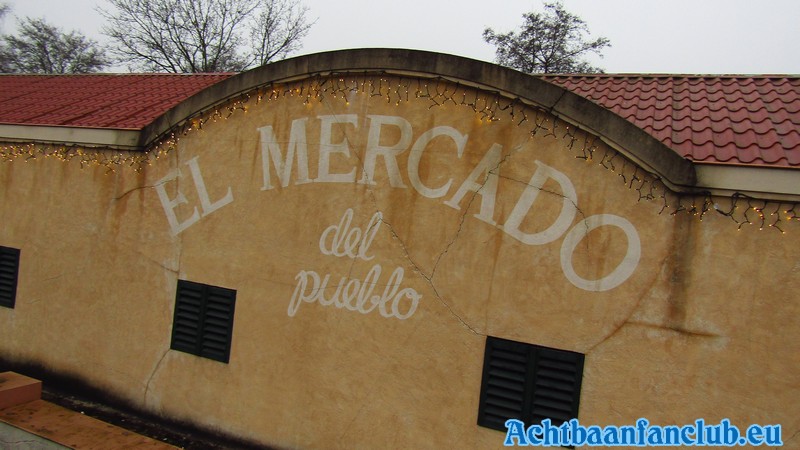 EL MERCADO
del
pueblo
Achtbaanfanclub.eu